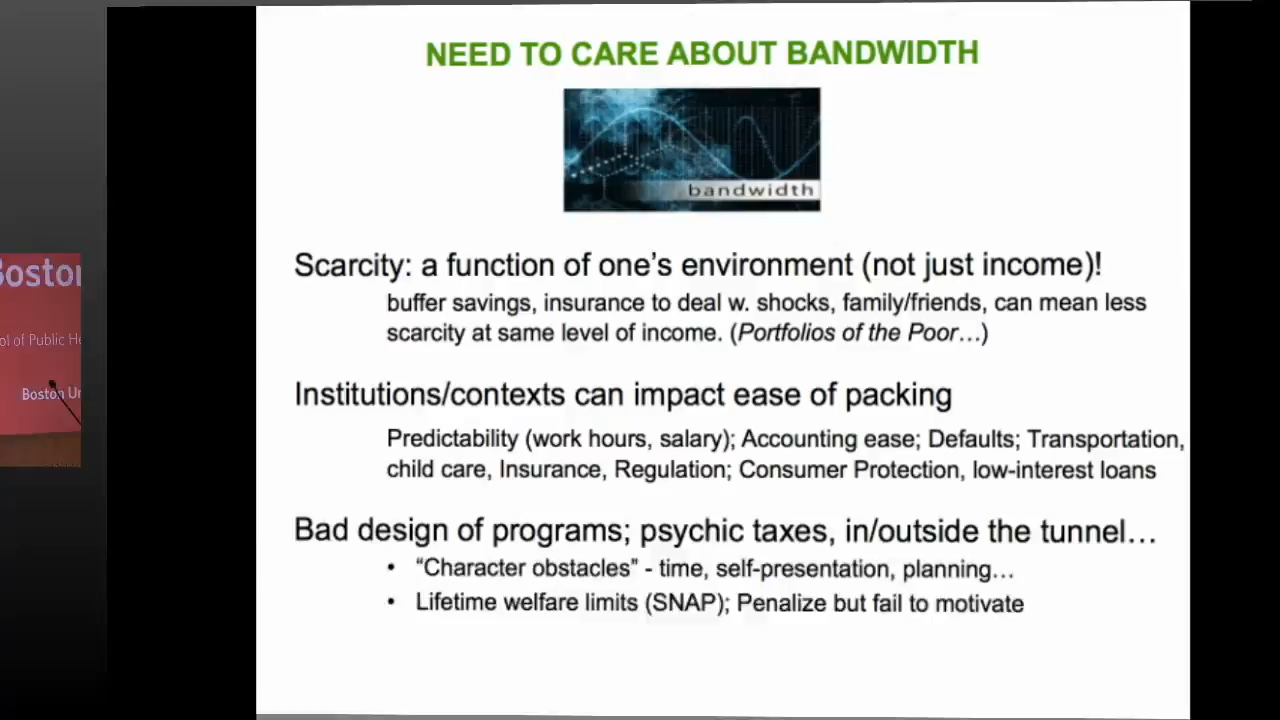 NEED TO CARE ABOUT BANDWIDTH
bandwidth
Scarcity: a function of one's environment (not just income)!
buffer savings, insurance to deal w. shocks, family/friends, can mean less
scarcity at same level of income. (Portfolios of the Poor…)
Institutions/contexts can impact ease of packing
Predictability (work hours, salary); Accounting ease; Defaults; Transportation,
child care, Insurance, Regulation; Consumer Protection, low-interest loans
Bad design of programs; psychic taxes, in/outside the tunnel…
• “Character obstacles” - time, self-presentation, planning…
• Lifetime welfare limits (SNAP); Penalize but fail to motivate
Boston
ol of Public He
Boston Un